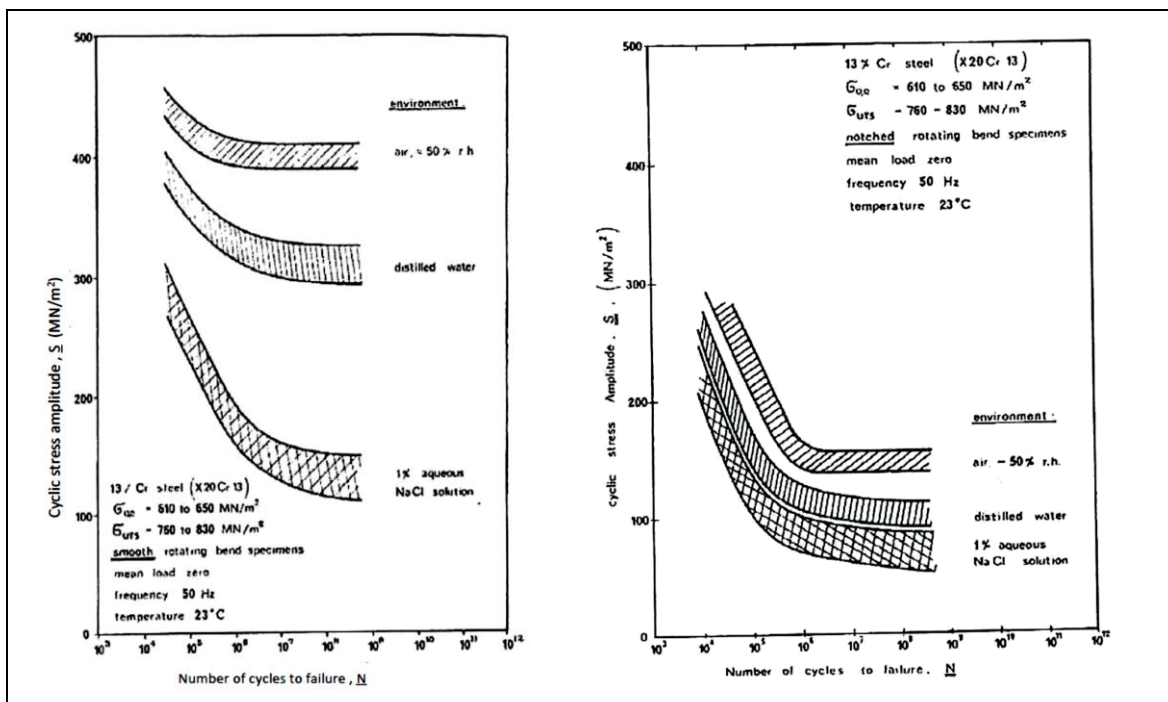 500
400
300
200
100
0
Cyclic stress amplitude , S (MN/m²)
environment :
air, ≈ 50 % r.h
distilled water
1% aqueous
NaCl solution
13/ Cr steel (X20Cr13)
σ0,2 = 610 to 650 MN/m²
σUTS = 760 to 830 MN/m²
smooth rotating bend specimens
mean load zero
frequency 50 Hz
temperature 23°C
10³ 10⁴ 10⁵ 10⁶ 10⁷ 10⁸ 10⁹ 10¹⁰ 10¹¹ 10¹²
Number of cycles to failure , N
500
400
300
200
100
0
cyclic stress Amplitude . S . (MN/m²)
13 % Cr steel (X20Cr 13)
σ0,2 = 610 to 650 MN/m²
σUTS - 760 - 830 MN/m²
notched rotating bend specimens
mean load zero
frequency 50 Hz
temperature 23°C
environment :
air. - 50% r.h.
distilled water
1% aqueous
NaCl solution
10³ 10⁴ 10⁵ 10⁶ 10⁷ 10⁸ 10⁹ 10¹⁰ 10¹¹ 10¹²
Number of cycles to failure . N